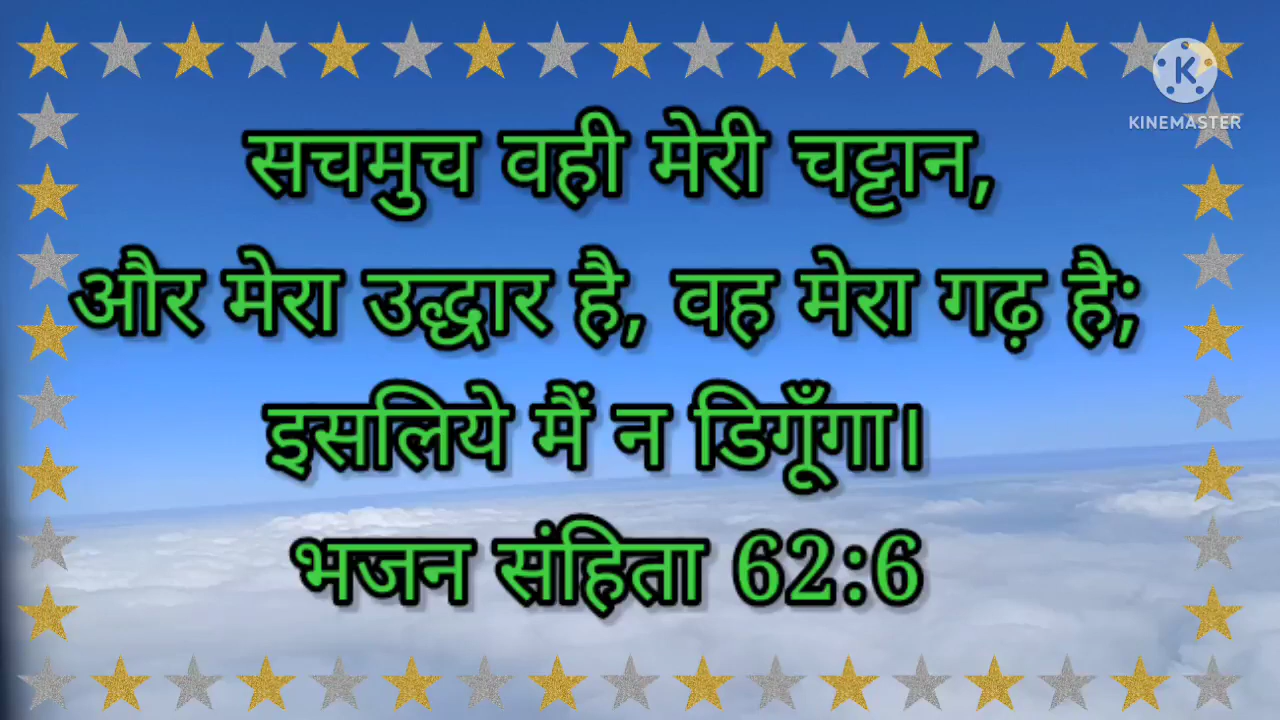 KINEMASTER
सचमुच वही मेरी चट्टान,
और मेरा उद्धार है, वह मेरा गढ़ है;
इसलिये मैं न डिगूँगा।
भजन संहिता 62:6